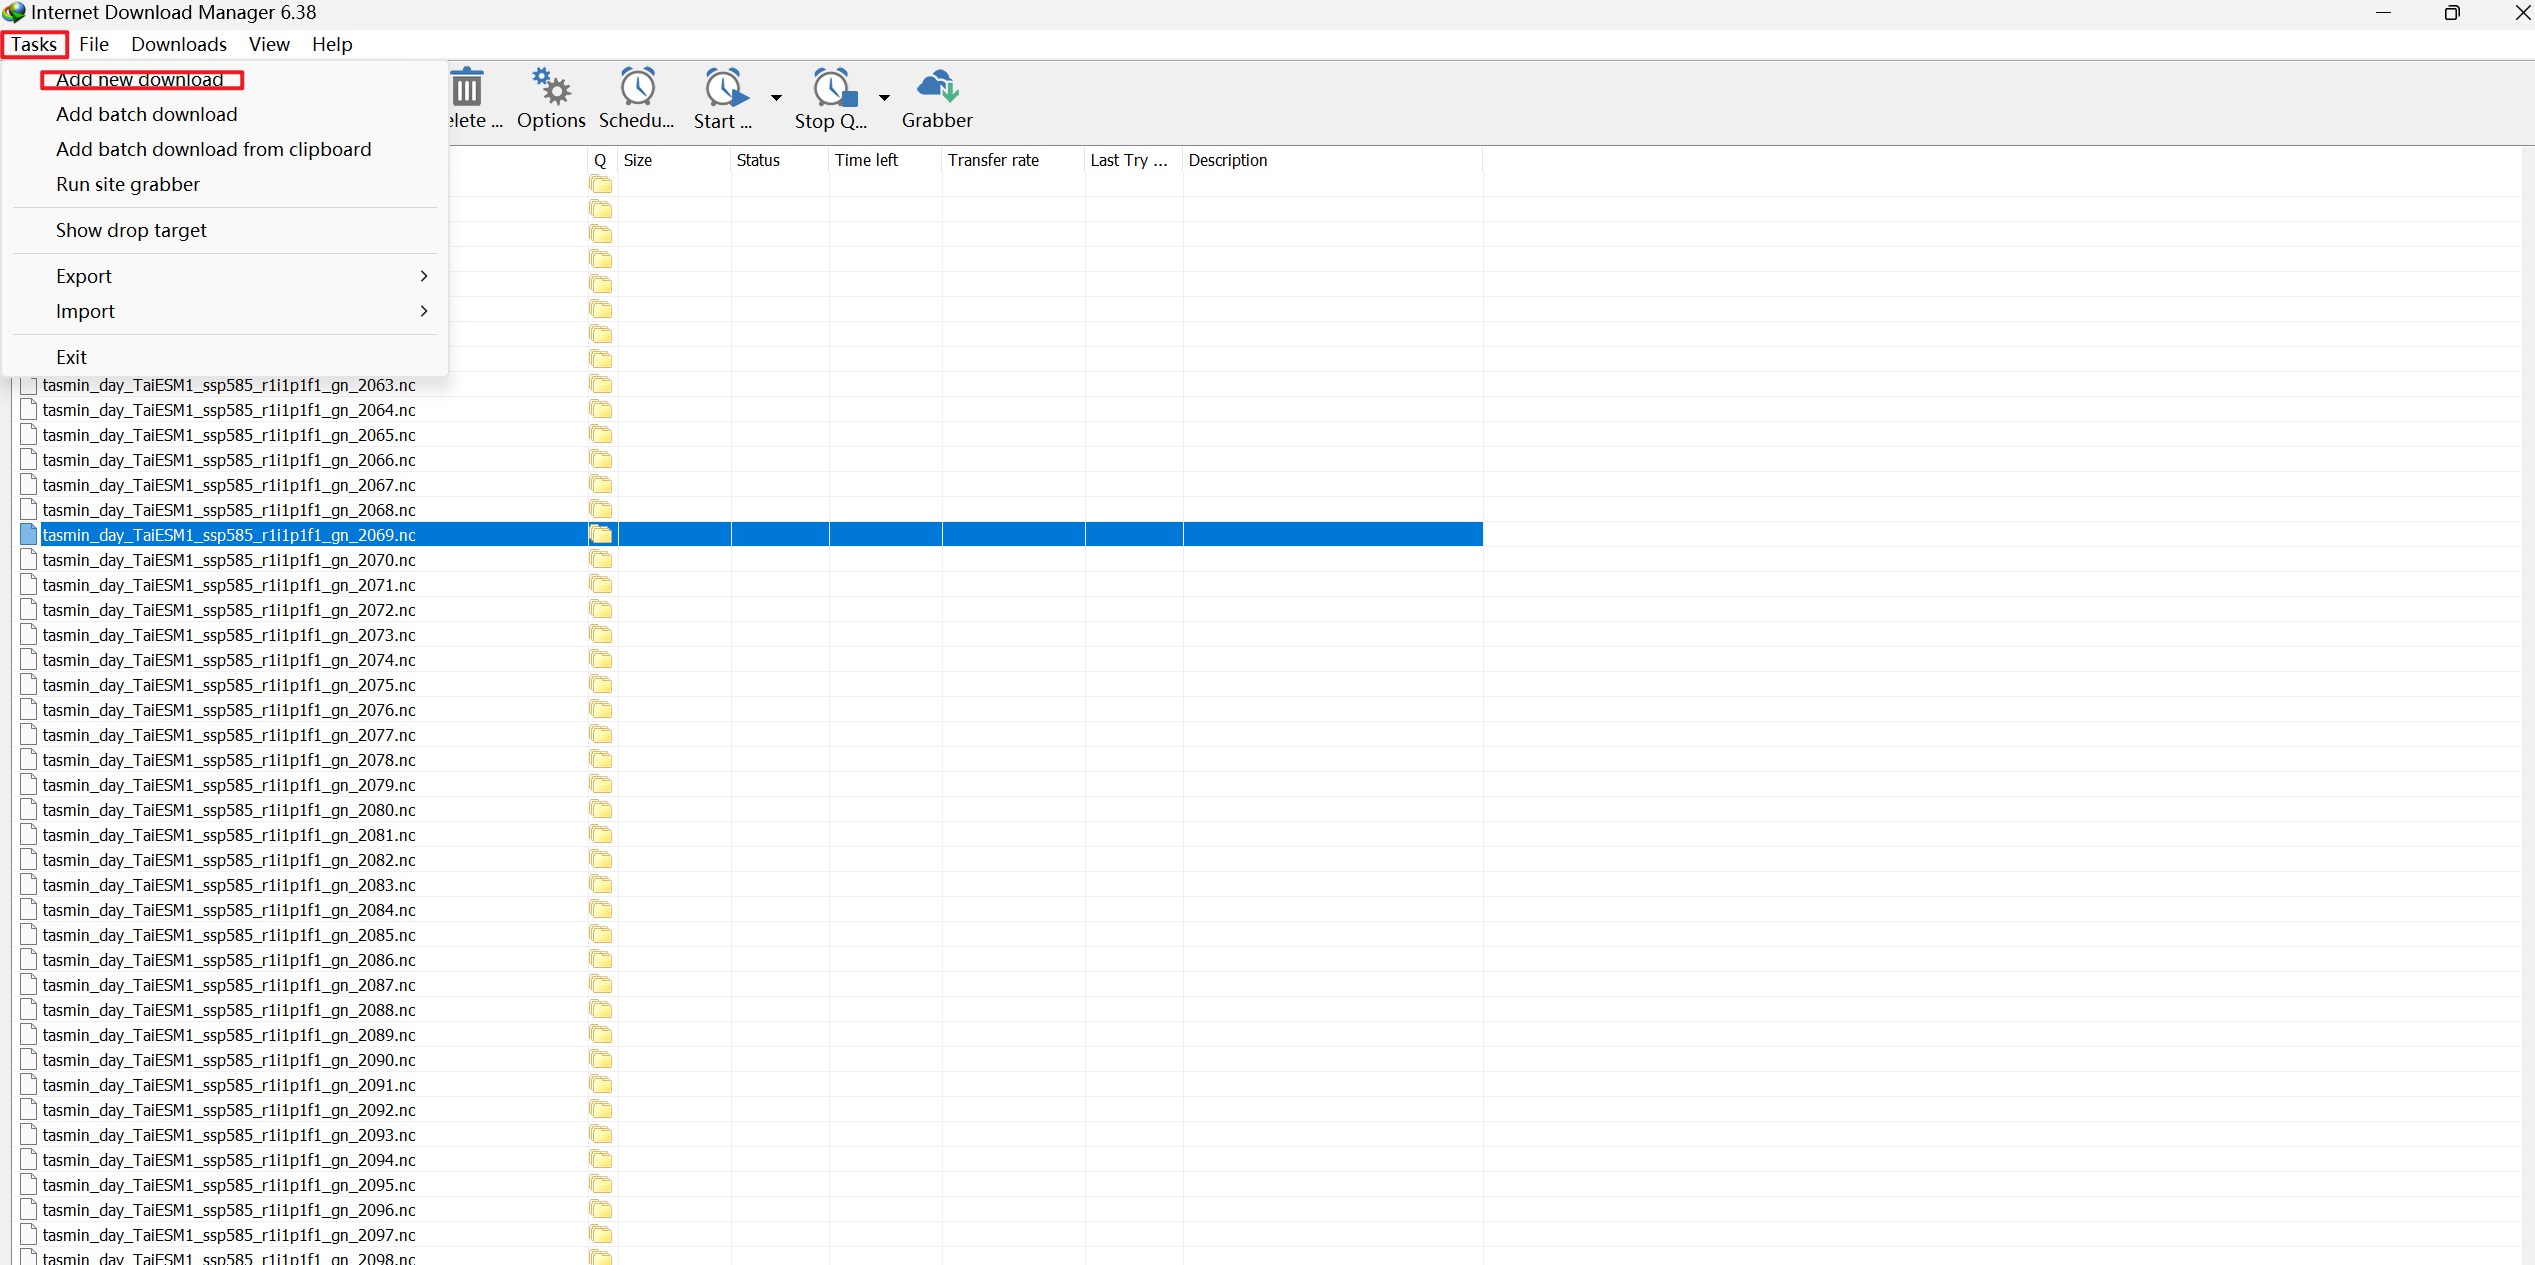 Internet Download Manager 6.38
Tasks File Downloads View Help
Add new download
Add batch download
Add batch download from clipboard
Run site grabber
Show drop target
Export
Import
Exit
elete ... Options Schedu... Start ... Stop Q... Grabber
Q Size Status Time left Transfer rate Last Try ... Description
tasmin_day_TaiESM1_ssp585_r1i1p1f1_gn_2063.nc
tasmin_day_TaiESM1_ssp585_r1i1p1f1_gn_2064.nc
tasmin_day_TaiESM1_ssp585_r1i1p1f1_gn_2065.nc
tasmin_day_TaiESM1_ssp585_r1i1p1f1_gn_2066.nc
tasmin_day_TaiESM1_ssp585_r1i1p1f1_gn_2067.nc
tasmin_day_TaiESM1_ssp585_r1i1p1f1_gn_2068.nc
tasmin_day_TaiESM1_ssp585_r1i1p1f1_gn_2069.nc
tasmin_day_TaiESM1_ssp585_r1i1p1f1_gn_2070.nc
tasmin_day_TaiESM1_ssp585_r1i1p1f1_gn_2071.nc
tasmin_day_TaiESM1_ssp585_r1i1p1f1_gn_2072.nc
tasmin_day_TaiESM1_ssp585_r1i1p1f1_gn_2073.nc
tasmin_day_TaiESM1_ssp585_r1i1p1f1_gn_2074.nc
tasmin_day_TaiESM1_ssp585_r1i1p1f1_gn_2075.nc
tasmin_day_TaiESM1_ssp585_r1i1p1f1_gn_2076.nc
tasmin_day_TaiESM1_ssp585_r1i1p1f1_gn_2077.nc
tasmin_day_TaiESM1_ssp585_r1i1p1f1_gn_2078.nc
tasmin_day_TaiESM1_ssp585_r1i1p1f1_gn_2079.nc
tasmin_day_TaiESM1_ssp585_r1i1p1f1_gn_2080.nc
tasmin_day_TaiESM1_ssp585_r1i1p1f1_gn_2081.nc
tasmin_day_TaiESM1_ssp585_r1i1p1f1_gn_2082.nc
tasmin_day_TaiESM1_ssp585_r1i1p1f1_gn_2083.nc
tasmin_day_TaiESM1_ssp585_r1i1p1f1_gn_2084.nc
tasmin_day_TaiESM1_ssp585_r1i1p1f1_gn_2085.nc
tasmin_day_TaiESM1_ssp585_r1i1p1f1_gn_2086.nc
tasmin_day_TaiESM1_ssp585_r1i1p1f1_gn_2087.nc
tasmin_day_TaiESM1_ssp585_r1i1p1f1_gn_2088.nc
tasmin_day_TaiESM1_ssp585_r1i1p1f1_gn_2089.nc
tasmin_day_TaiESM1_ssp585_r1i1p1f1_gn_2090.nc
tasmin_day_TaiESM1_ssp585_r1i1p1f1_gn_2091.nc
tasmin_day_TaiESM1_ssp585_r1i1p1f1_gn_2092.nc
tasmin_day_TaiESM1_ssp585_r1i1p1f1_gn_2093.nc
tasmin_day_TaiESM1_ssp585_r1i1p1f1_gn_2094.nc
tasmin_day_TaiESM1_ssp585_r1i1p1f1_gn_2095.nc
tasmin_day_TaiESM1_ssp585_r1i1p1f1_gn_2096.nc
tasmin_day_TaiESM1_ssp585_r1i1p1f1_gn_2097.nc
tasmin_day_TaiESM1_ssp585_r1i1p1f1_gn_2098.nc